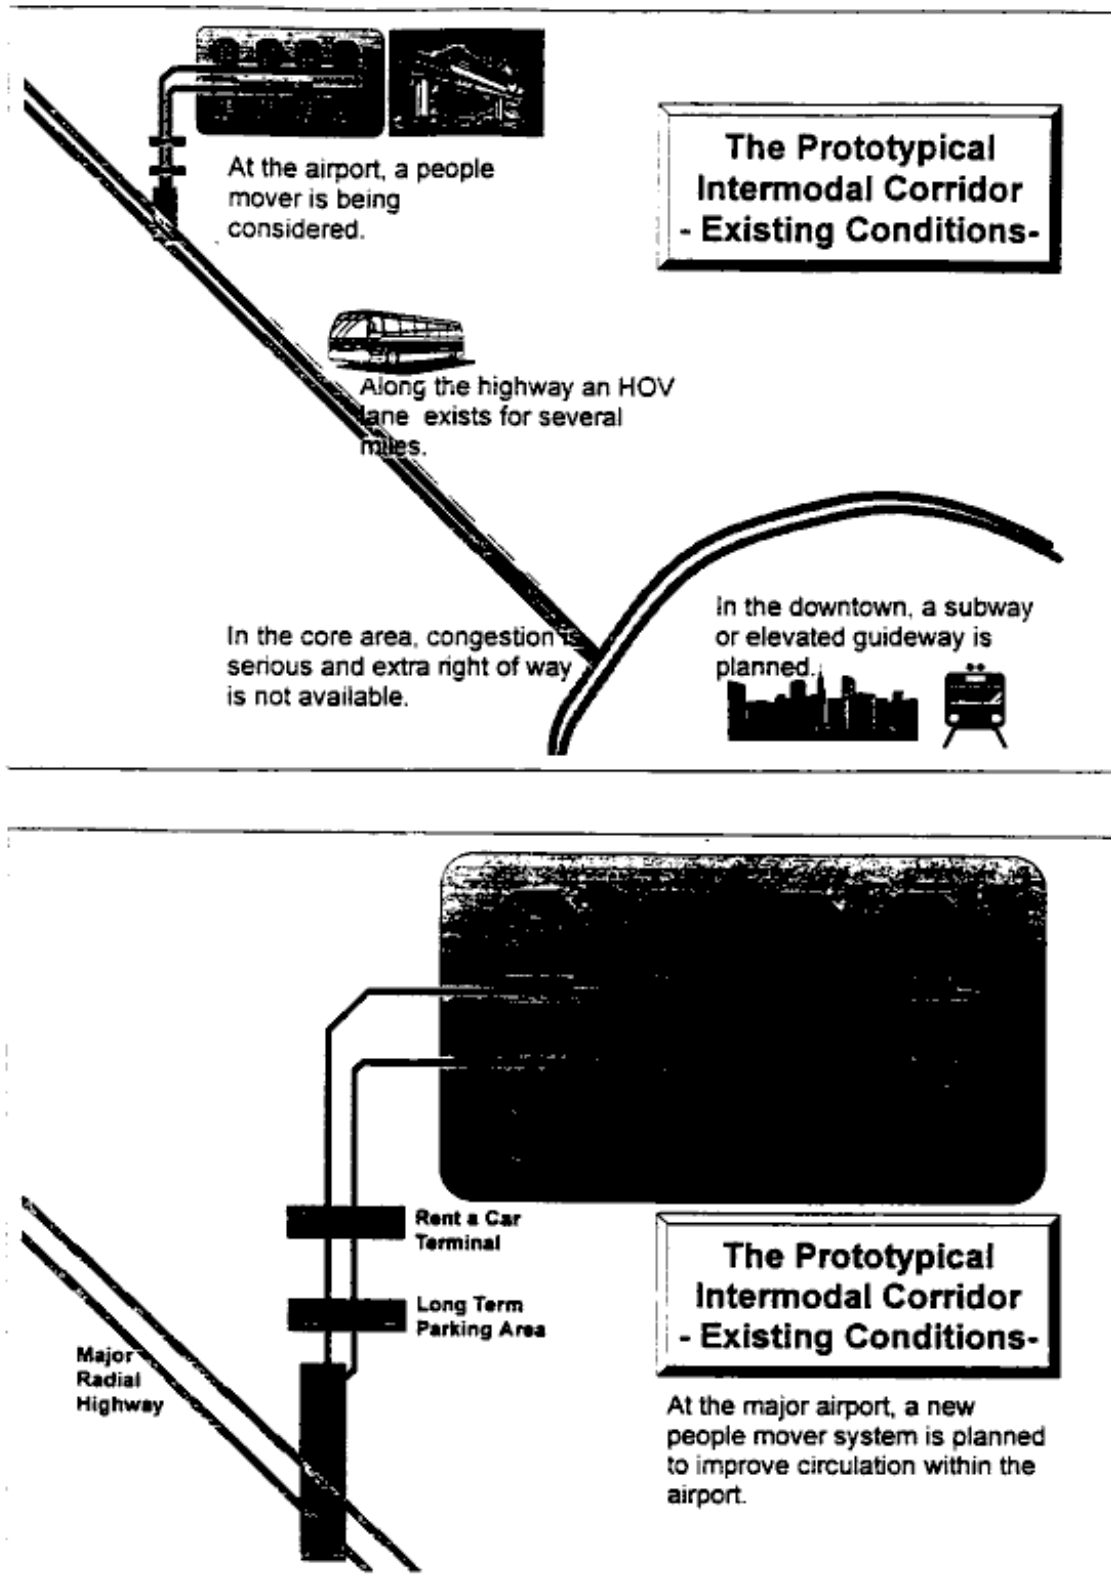 The Prototypical
Intermodal Corridor
- Existing Conditions-
At the airport, a people
mover is being
considered.
Along the highway an HOV
lane exists for several
miles.
In the core area, congestion is
serious and extra right of way
is not available.
In the downtown, a subway
or elevated guideway is
planned.
Rent a Car
Terminal
Long Term
Parking Area
Major
Radial
Highway
The Prototypical
Intermodal Corridor
- Existing Conditions-
At the major airport, a new
people mover system is planned
to improve circulation within the
airport.